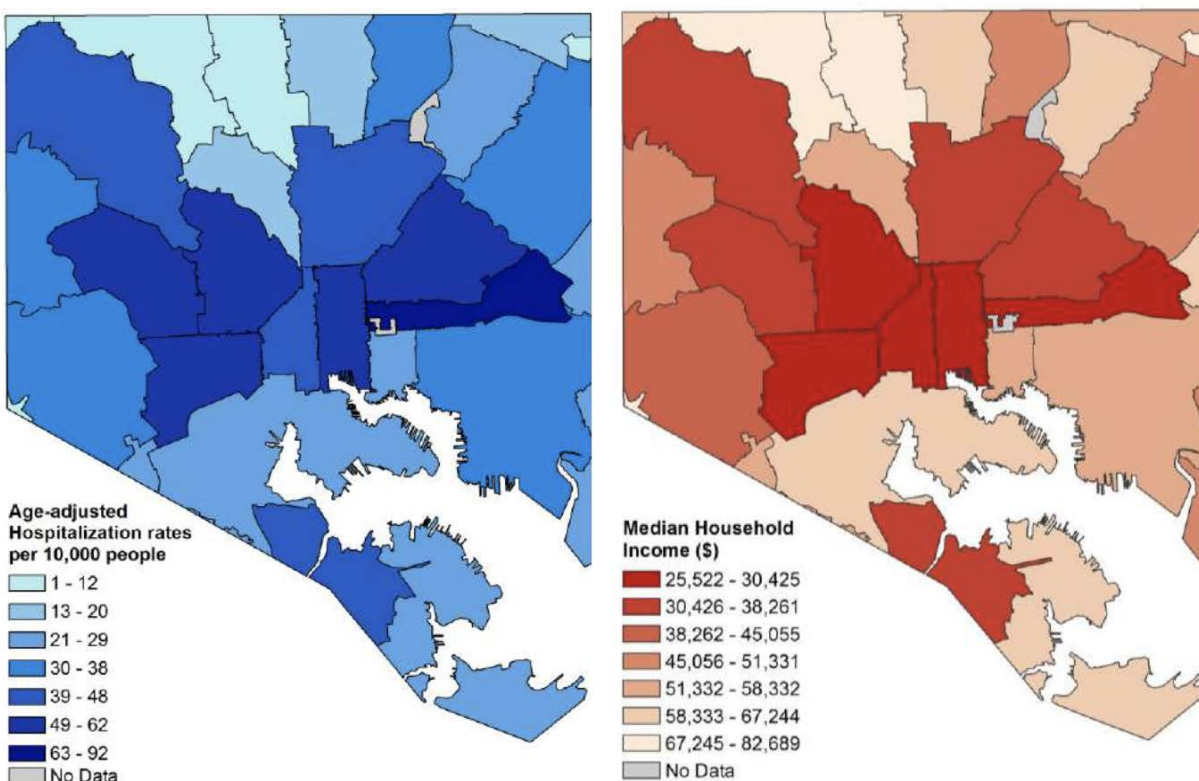 Age-adjusted
Hospitalization rates
per 10,000 people
1 - 12
13 - 20
21 - 29
30 - 38
39 - 48
49 - 62
63 - 92
No Data
Median Household
Income ($)
25,522 - 30,425
30,426 - 38,261
38,262 - 45,055
45,056 - 51,331
51,332 - 58,332
58,333 - 67,244
67,245 - 82,689
No Data